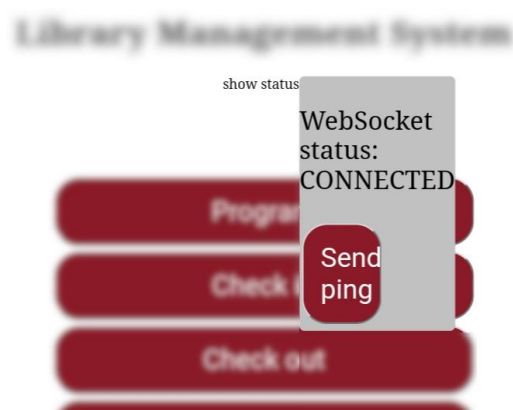 Library Management System
show status
WebSocket
status:
CONNECTED
Send
ping
Check out